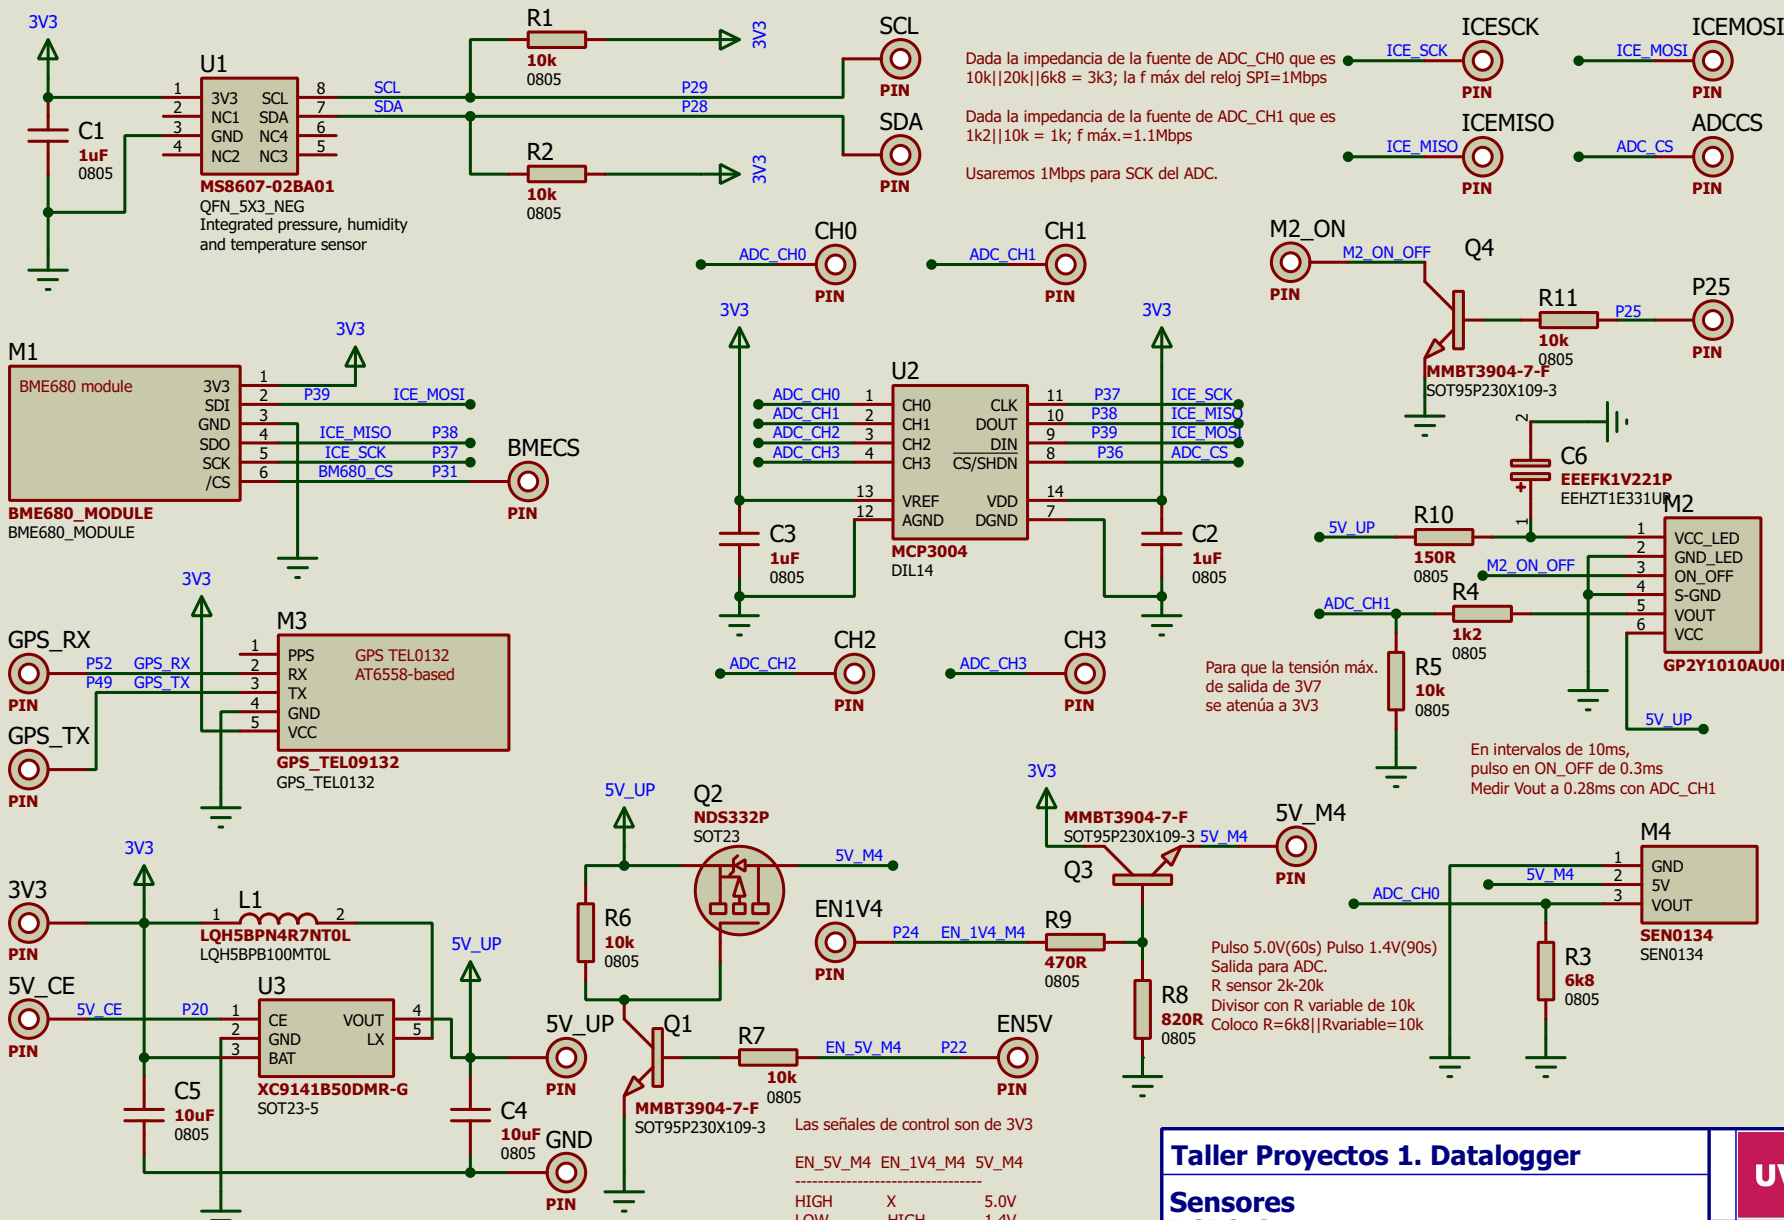 3V3
U1
1
2
3
4
3V3
NC1
GND
NC2
SCL
SDA
NC4
NC3
8
7
6
5
C1
1uF
0805
MS8607-02BA01
QFN_5X3_NEG
Integrated pressure, humidity
and temperature sensor
SCL
SDA
R1
10k
0805
3V3
P29
P28
R2
10k
0805
3V3
SCL
PIN
SDA
PIN
Dada la impedancia de la fuente de ADC_CH0 que es
10k||20k||6k8 = 3k3; la f máx del reloj SPI=1Mbps
Dada la impedancia de la fuente de ADC_CH1 que es
1k2||10k = 1k; f máx.=1.1Mbps
Usaremos 1Mbps para SCK del ADC.
ICESCK
ICE_SCK
PIN
ICEMOSI
ICE_MOSI
PIN
ICEMISO
ICE_MISO
PIN
ADCCS
ADC_CS
PIN
CH0
ADC_CH0
PIN
CH1
ADC_CH1
PIN
M2_ON
M2_ON_OFF
PIN
Q4
MMBT3904-7-F
SOT95P230X109-3
R11
10k
0805
P25
P25
PIN
M1
BME680 module
3V3
SDI
GND
SDO
SCK
/CS
1
2
3
4
5
6
3V3
P39 ICE_MOSI
ICE_MISO P38
ICE_SCK P37
BM680_CS P31
BMECS
PIN
BME680_MODULE
BME680_MODULE
3V3
3V3
U2
ADC_CH0 1 CH0
ADC_CH1 2 CH1
ADC_CH2 3 CH2
ADC_CH3 4 CH3
13 VREF
12 AGND
CLK 11 P37 ICE_SCK
DOUT 10 P38 ICE_MISO
DIN 9 P39 ICE_MOSI
CS/SHDN 8 P36 ADC_CS
VDD 14
DGND 7
MCP3004
DIL14
C3
1uF
0805
C2
1uF
0805
2
C6
EEEFK1V221P
1
5V_UP
R10
150R
0805
M2_ON_OFF
ADC_CH1
R4
1k2
0805
M2
1 VCC_LED
2 GND_LED
3 ON_OFF
4 S-GND
5 VOUT
6 VCC
5V_UP
R5
10k
0805
Para que la tensión máx.
de salida de 3V7
se atenúa a 3V3
En intervalos de 10ms,
pulso en ON_OFF de 0.3ms
Medir Vout a 0.28ms con ADC_CH1
3V3
M3
GPS TEL0132
AT6558-based
1 PPS
2 RX
3 TX
4 GND
5 VCC
GPS_RX
P52 GPS_RX
PIN
P49 GPS_TX
GPS_TX
PIN
GPS_TEL09132
GPS_TEL0132
CH2
ADC_CH2
PIN
CH3
ADC_CH3
PIN
3V3
3V3
PIN
L1
1 2
LQH5BPN4R7NT0L
LQH5BPB100MT0L
5V_UP
5V_CE
5V_CE P20
PIN
U3
1 CE
2 GND
3 BAT
VOUT 4
LX 5
XC9141B50DMR-G
SOT23-5
C5
10uF
0805
C4
10uF
0805
5V_UP
PIN
GND
PIN
5V_UP
Q2
NDS332P
SOT23
5V_M4
R6
10k
0805
Q1
MMBT3904-7-F
SOT95P230X109-3
R7
10k
0805
EN_5V_M4 P22
EN5V
PIN
3V3
MMBT3904-7-F
SOT95P230X109-3
Q3
5V_M4
5V_M4
PIN
EN1V4
P24 EN_1V4_M4
PIN
R9
470R
0805
R8
820R
0805
Pulso 5.0V(60s) Pulso 1.4V(90s)
Salida para ADC.
R sensor 2k-20k
Divisor con R variable de 10k
Coloco R=6k8||Rvariable=10k
M4
1 GND
2 5V
3 VOUT
5V_M4
ADC_CH0
SEN0134
SEN0134
R3
6k8
0805
Las señales de control son de 3V3
EN_5V_M4 EN_1V4_M4 5V_M4
---------------------------------
HIGH X 5.0V
LOW HIGH 1.4V
Taller Proyectos 1. Datalogger
Sensores